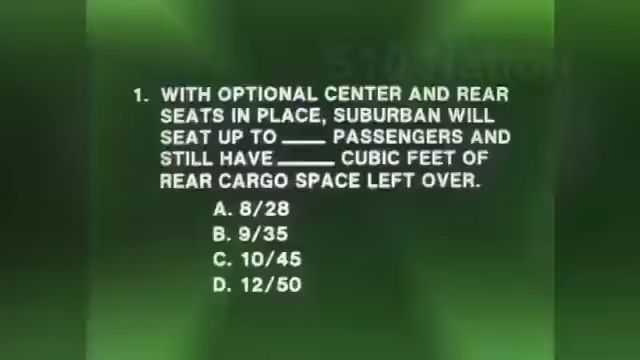 1. WITH OPTIONAL CENTER AND REAR
SEATS IN PLACE, SUBURBAN WILL
SEAT UP TO ____ PASSENGERS AND
STILL HAVE _____ CUBIC FEET OF
REAR CARGO SPACE LEFT OVER.
A. 8/28
B. 9/35
C. 10/45
D. 12/50